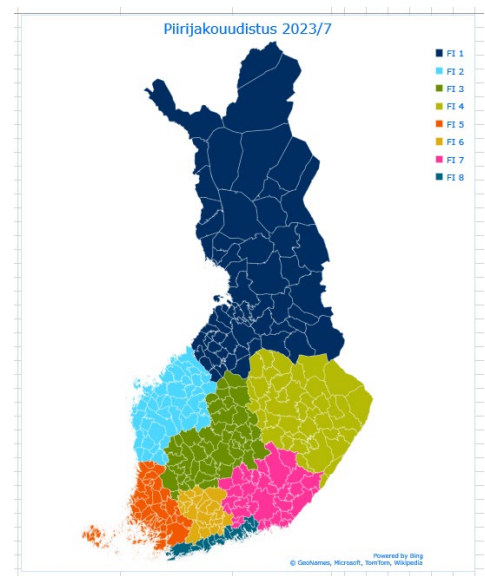 Piirijakouudistus 2023/7
FI 1
FI 2
FI 3
FI 4
FI 5
FI 6
FI 7
FI 8
Powered by Bing
© GeoNames, Microsoft, TomTom, Wikipedia